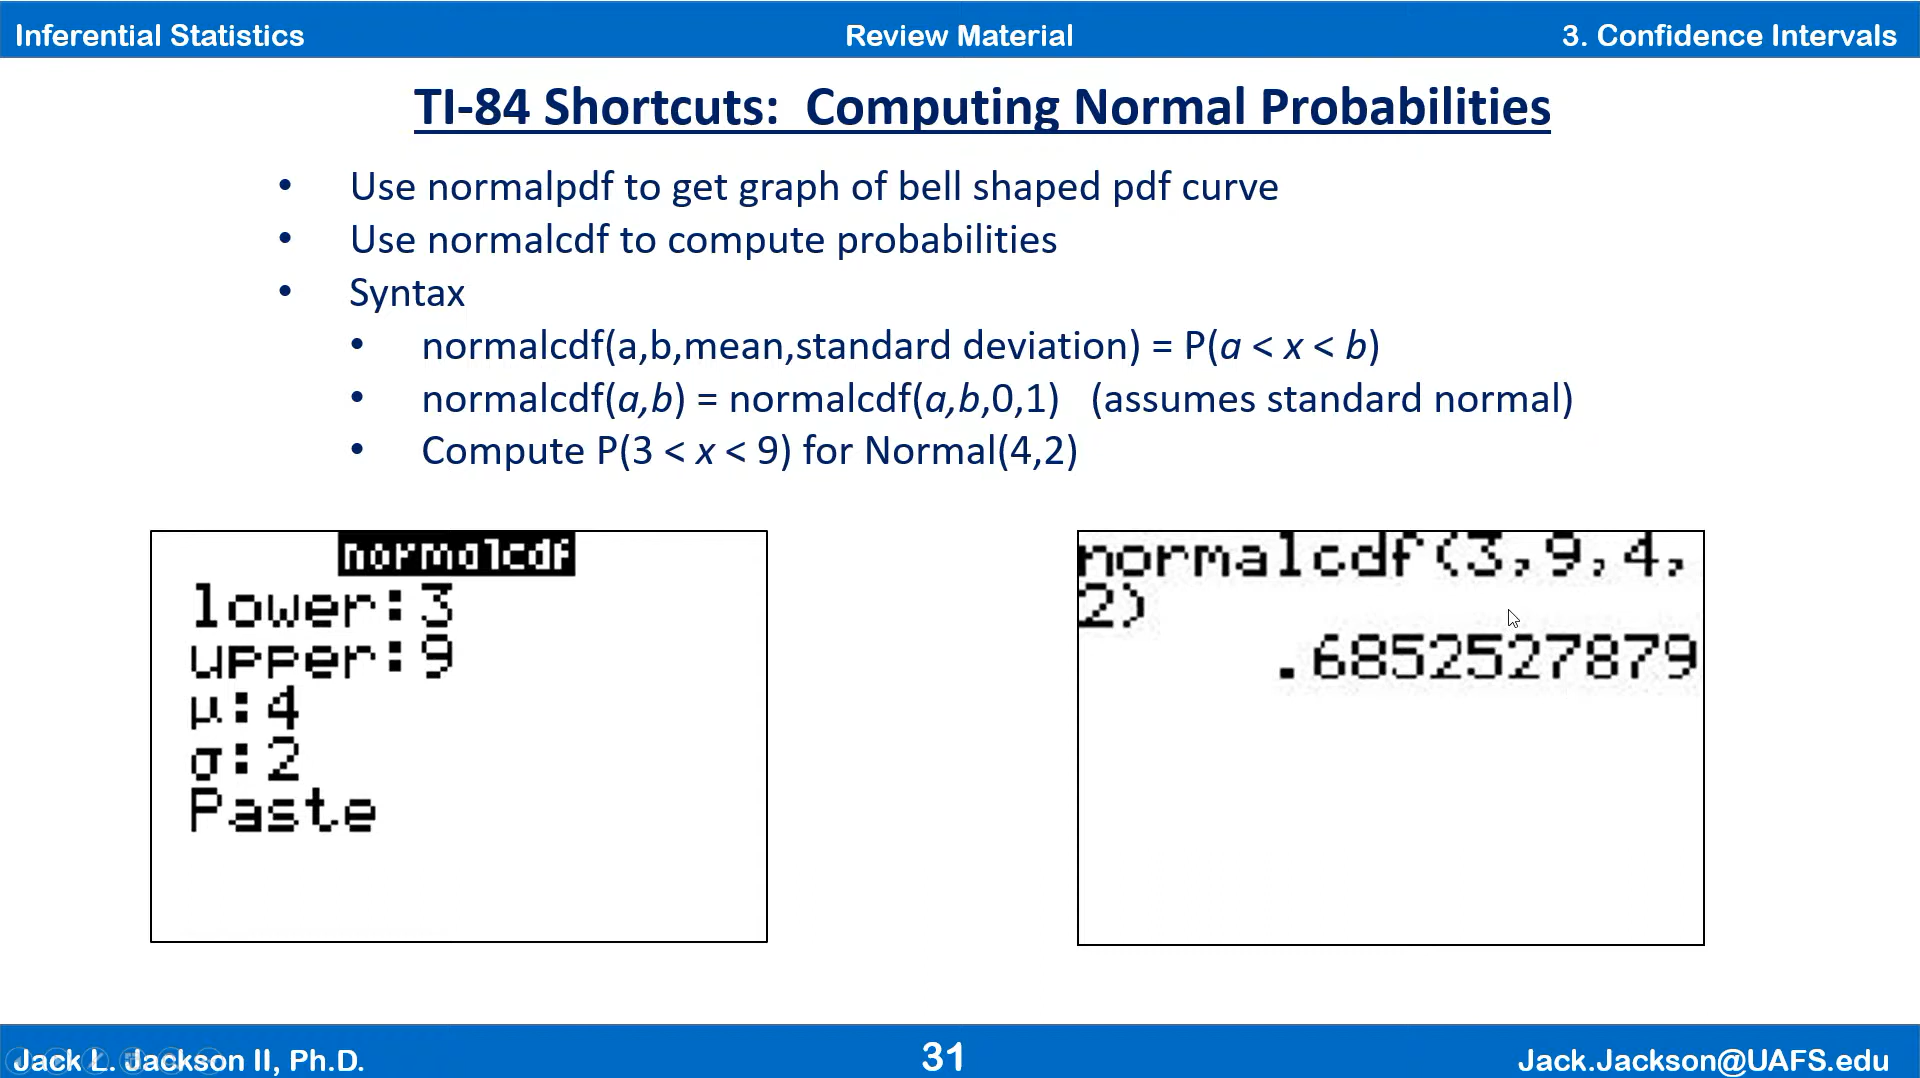 Inferential Statistics
Review Material
3. Confidence Intervals
TI-84 Shortcuts: Computing Normal Probabilities
• Use normalpdf to get graph of bell shaped pdf curve
• Use normalcdf to compute probabilities
• Syntax
• normalcdf(a,b,mean,standard deviation) = P(a < x < b)
• normalcdf(a,b) = normalcdf(a,b,0,1) (assumes standard normal)
• Compute P(3 < x < 9) for Normal(4,2)
normalcdf
lower:3
upper:9
μ:4
σ:2
Paste
normalcdf(3,9,4,
2)
.6852527879
Jack L. Jackson II, Ph.D.
31
Jack.Jackson@UAFS.edu